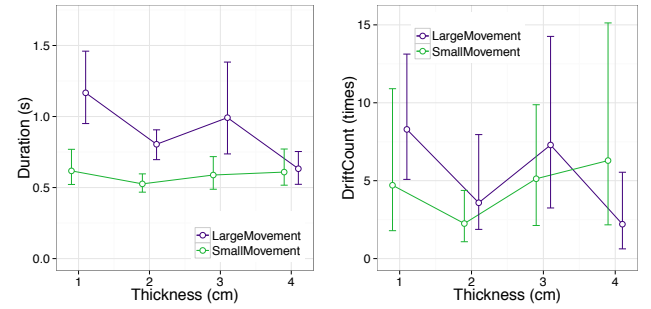 Duration (s)
1.5
1.0
0.5
0.0
LargeMovement
SmallMovement
1 2 3 4
Thickness (cm)
DriftCount (times)
15
10
5
0
LargeMovement
SmallMovement
1 2 3 4
Thickness (cm)